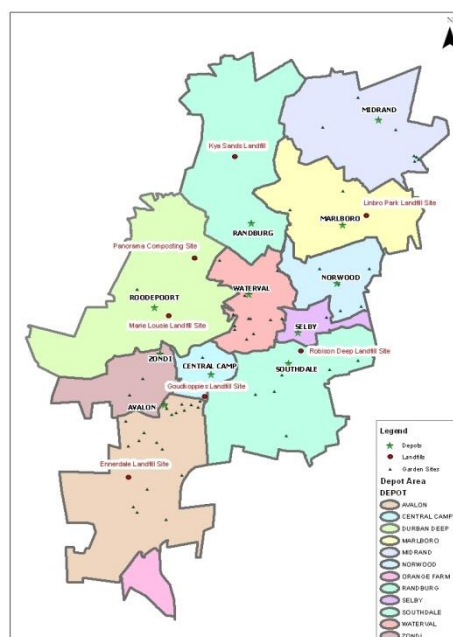 N
MIDRAND
Kya Sands Landfill
Linbro Park Landfill Site
MARLBORO
RANDBURG
Panorama Composting Site
NORWOOD
WATERVAL
ROODEPOORT
Marie Lousie Landfill Site
SELBY
Robison Deep Landfill Site
ZONDI
CENTRAL CAMP
SOUTHDALE
Goudkoppies Landfill Site
AVALON
Ennerdale Landfill Site
Legend
Depots
Landfills
Garden Sites
Depot Area
DEPOT
AVALON
CENTRAL CAMP
DURBAN DEEP
MARLBORO
MIDRAND
NORWOOD
ORANGE FARM
RANDBURG
SELBY
SOUTHDALE
WATERVAL
ZONDI